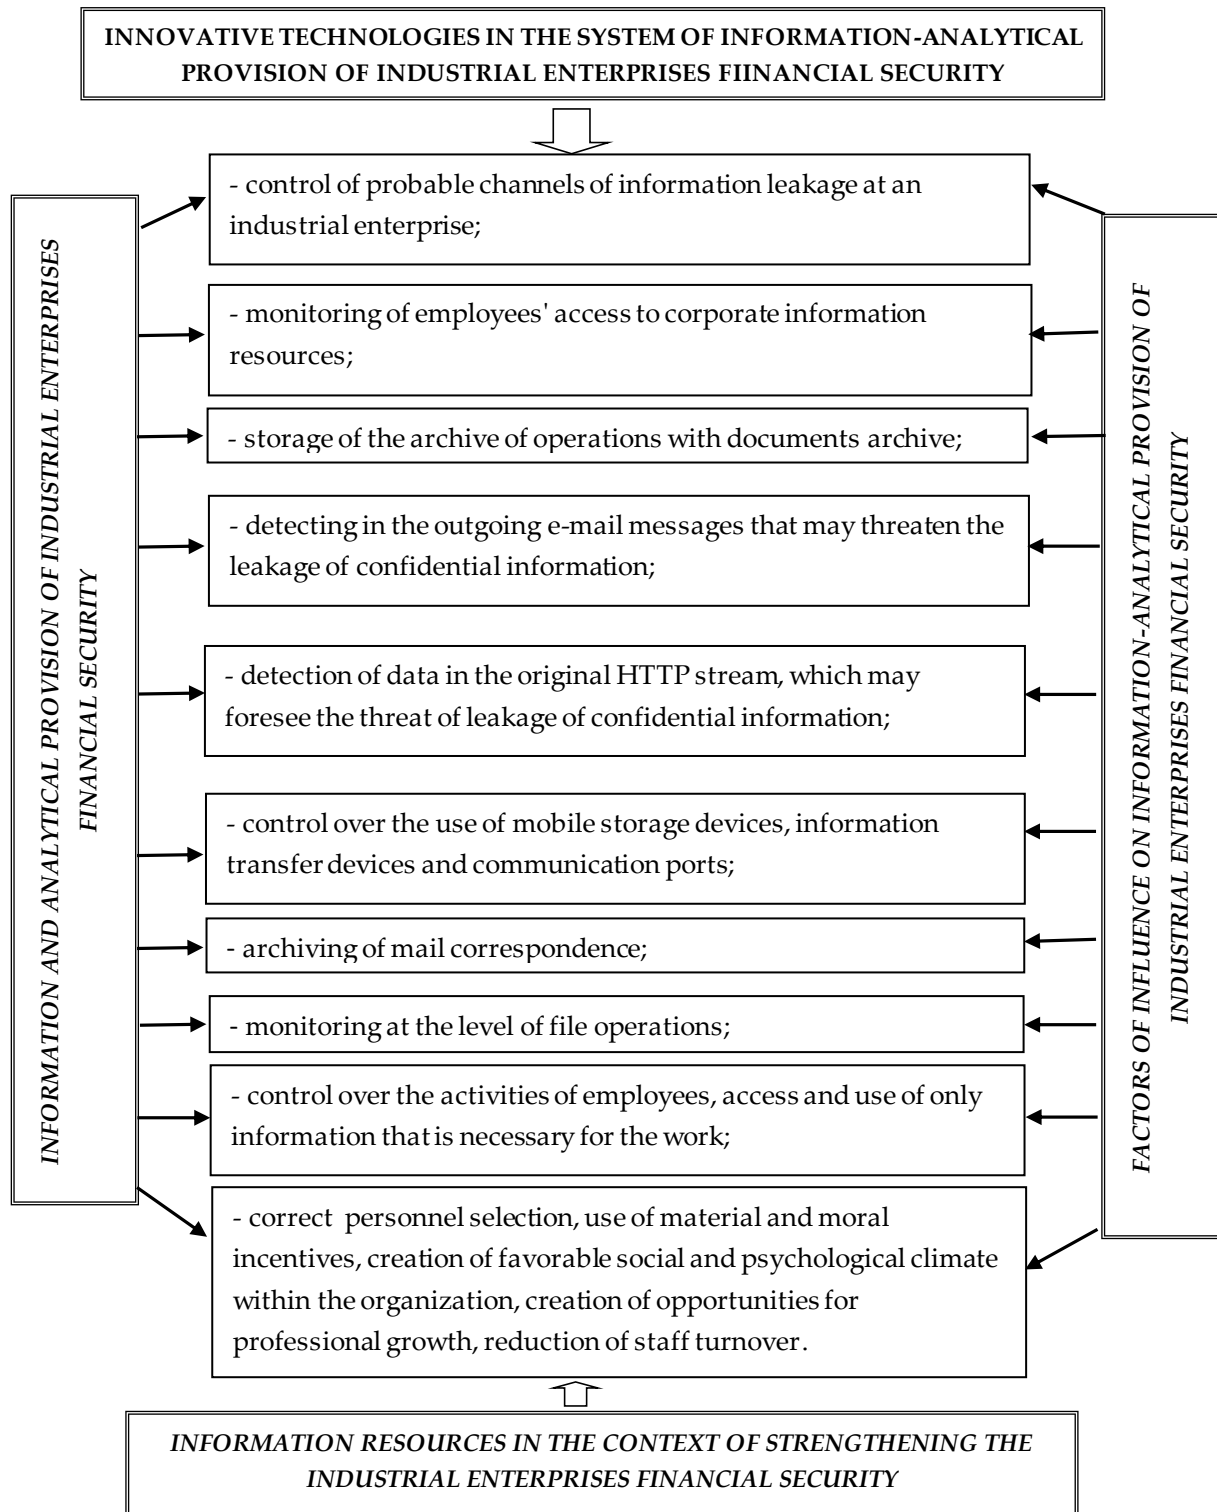 INNOVATIVE TECHNOLOGIES IN THE SYSTEM OF INFORMATION-ANALYTICAL
PROVISION OF INDUSTRIAL ENTERPRISES FIINANCIAL SECURITY
INFORMATION AND ANALYTICAL PROVISION OF INDUSTRIAL ENTERPRISES
FINANCIAL SECURITY
- control of probable channels of information leakage at an
industrial enterprise;
- monitoring of employees' access to corporate information
resources;
- storage of the archive of operations with documents archive;
- detecting in the outgoing e-mail messages that may threaten the
leakage of confidential information;
- detection of data in the original HTTP stream, which may
foresee the threat of leakage of confidential information;
- control over the use of mobile storage devices, information
transfer devices and communication ports;
- archiving of mail correspondence;
- monitoring at the level of file operations;
- control over the activities of employees, access and use of only
information that is necessary for the work;
- correct personnel selection, use of material and moral
incentives, creation of favorable social and psychological climate
within the organization, creation of opportunities for
professional growth, reduction of staff turnover.
FACTORS OF INFLUENCE ON INFORMATION-ANALYTICAL PROVISION OF
INDUSTRIAL ENTERPRISES FINANCIAL SECURITY
INFORMATION RESOURCES IN THE CONTEXT OF STRENGTHENING THE
INDUSTRIAL ENTERPRISES FINANCIAL SECURITY